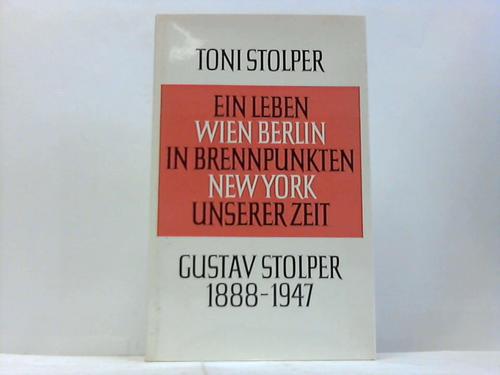 TONI STOLPER
EIN LEBEN
WIEN BERLIN
IN BRENNPUNKTEN
NEW YORK
UNSERER ZEIT
GUSTAV STOLPER
1888-1947